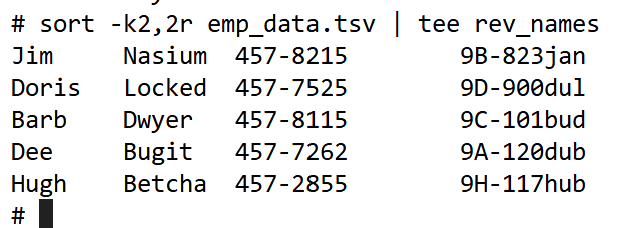 # sort -k2,2r emp_data.tsv | tee rev_names
Jim Nasium 457-8215 9B-823jan
Doris Locked 457-7525 9D-900dul
Barb Dwyer 457-8115 9C-101bud
Dee Bugit 457-7262 9A-120dub
Hugh Betcha 457-2855 9H-117hub
#